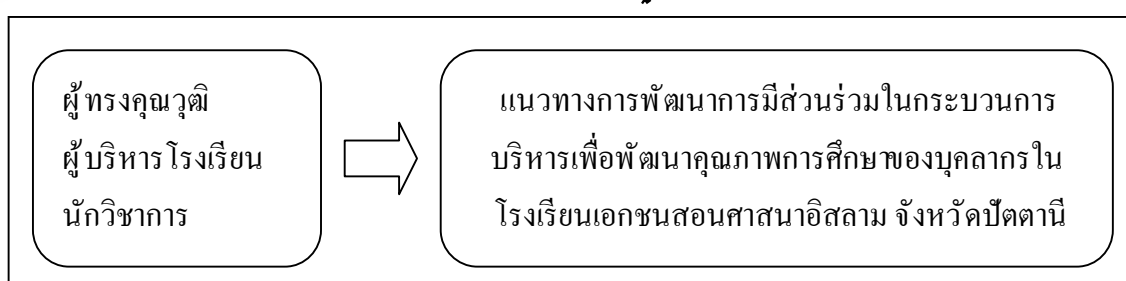 ผู้ทรงคุณวุฒิ
ผู้บริหารโรงเรียน
นักวิชาการ
แนวทางการพัฒนาการมีส่วนร่วมในกระบวนการ
บริหารเพื่อพัฒนาคุณภาพการศึกษาของบุคลากรใน
โรงเรียนเอกชนสอนศาสนาอิสลาม จังหวัดปัตตานี